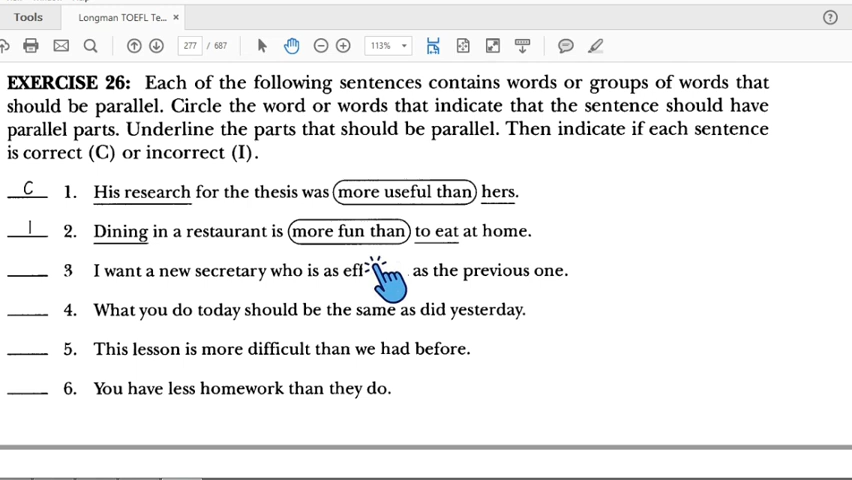 Tools
Longman TOEFL Te... ×
277 / 687
113%
EXERCISE 26: Each of the following sentences contains words or groups of words that
should be parallel. Circle the word or words that indicate that the sentence should have
parallel parts. Underline the parts that should be parallel. Then indicate if each sentence
is correct (C) or incorrect (I).
C 1. His research for the thesis was more useful than hers.
I 2. Dining in a restaurant is more fun than to eat at home.
3 I want a new secretary who is as as the previous one.
4. What you do today should be the same as did yesterday.
5. This lesson is more difficult than we had before.
6. You have less homework than they do.